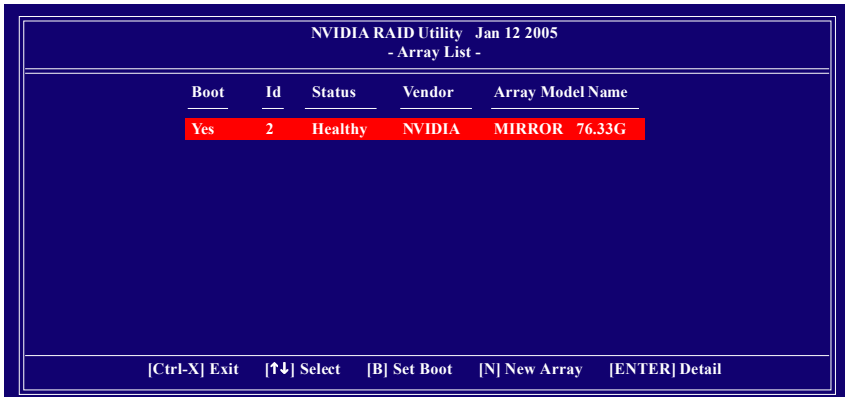 NVIDIA RAID Utility Jan 12 2005
- Array List -
Boot Id Status Vendor Array Model Name
Yes 2 Healthy NVIDIA MIRROR 76.33G
[Ctrl-X] Exit [↑↓] Select [B] Set Boot [N] New Array [ENTER] Detail